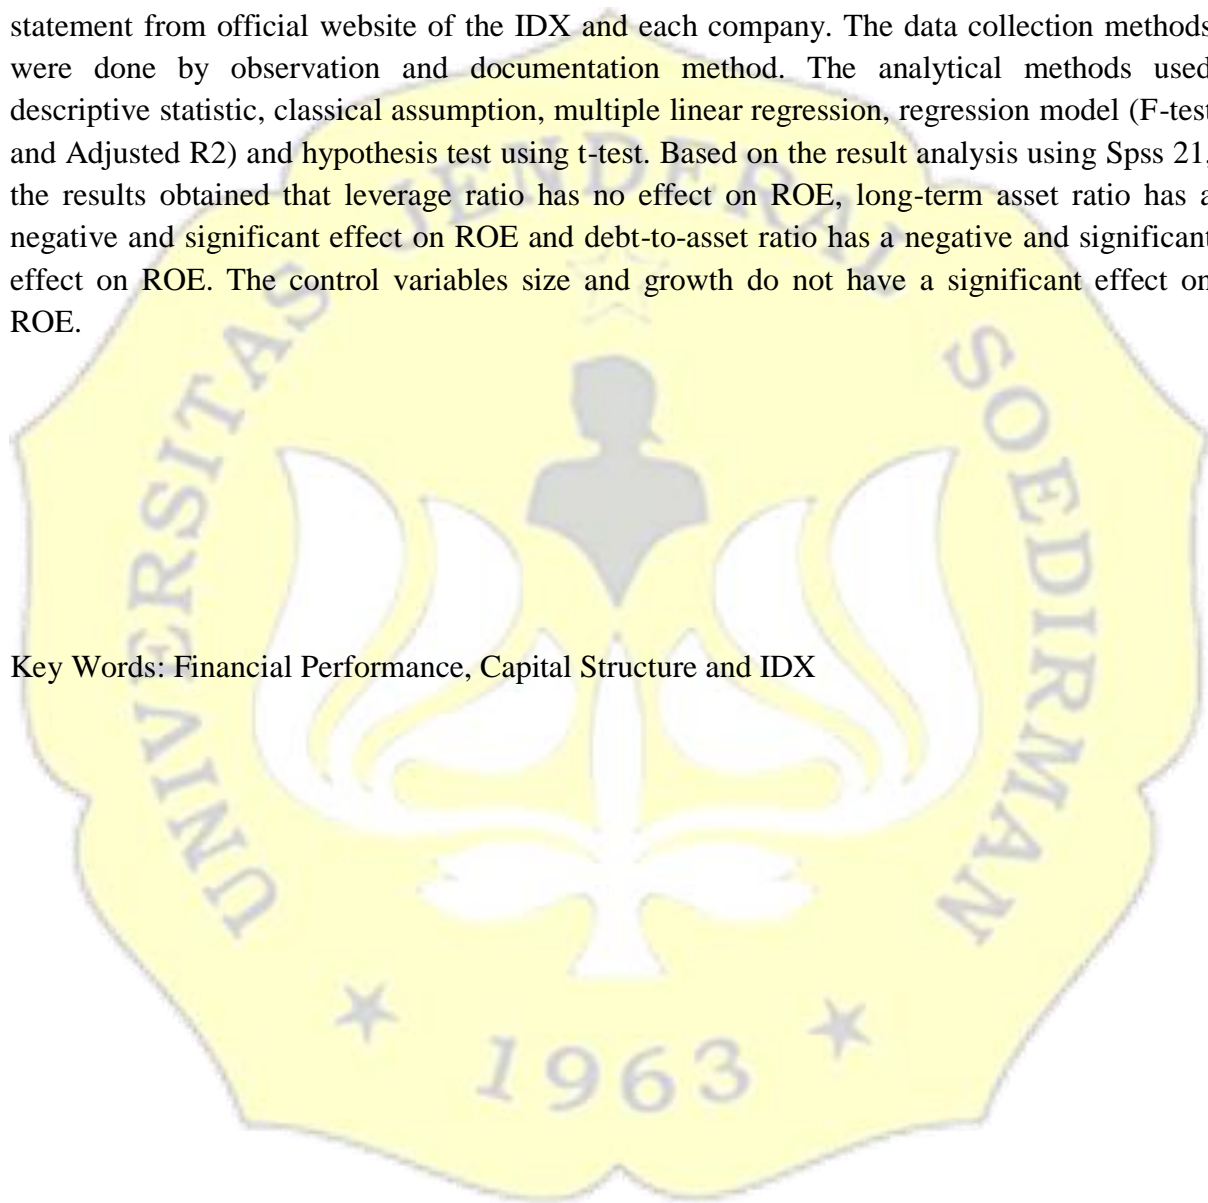 statement from official website of the IDX and each company. The data collection methods
were done by observation and documentation method. The analytical methods used
descriptive statistic, classical assumption, multiple linear regression, regression model (F-test
and Adjusted R2) and hypothesis test using t-test. Based on the result analysis using Spss 21,
the results obtained that leverage ratio has no effect on ROE, long-term asset ratio has a
negative and significant effect on ROE and debt-to-asset ratio has a negative and significant
effect on ROE. The control variables size and growth do not have a significant effect on
ROE.
Key Words: Financial Performance, Capital Structure and IDX
UNIVERSITAS JENDERAL SOEDIRMAN
1963